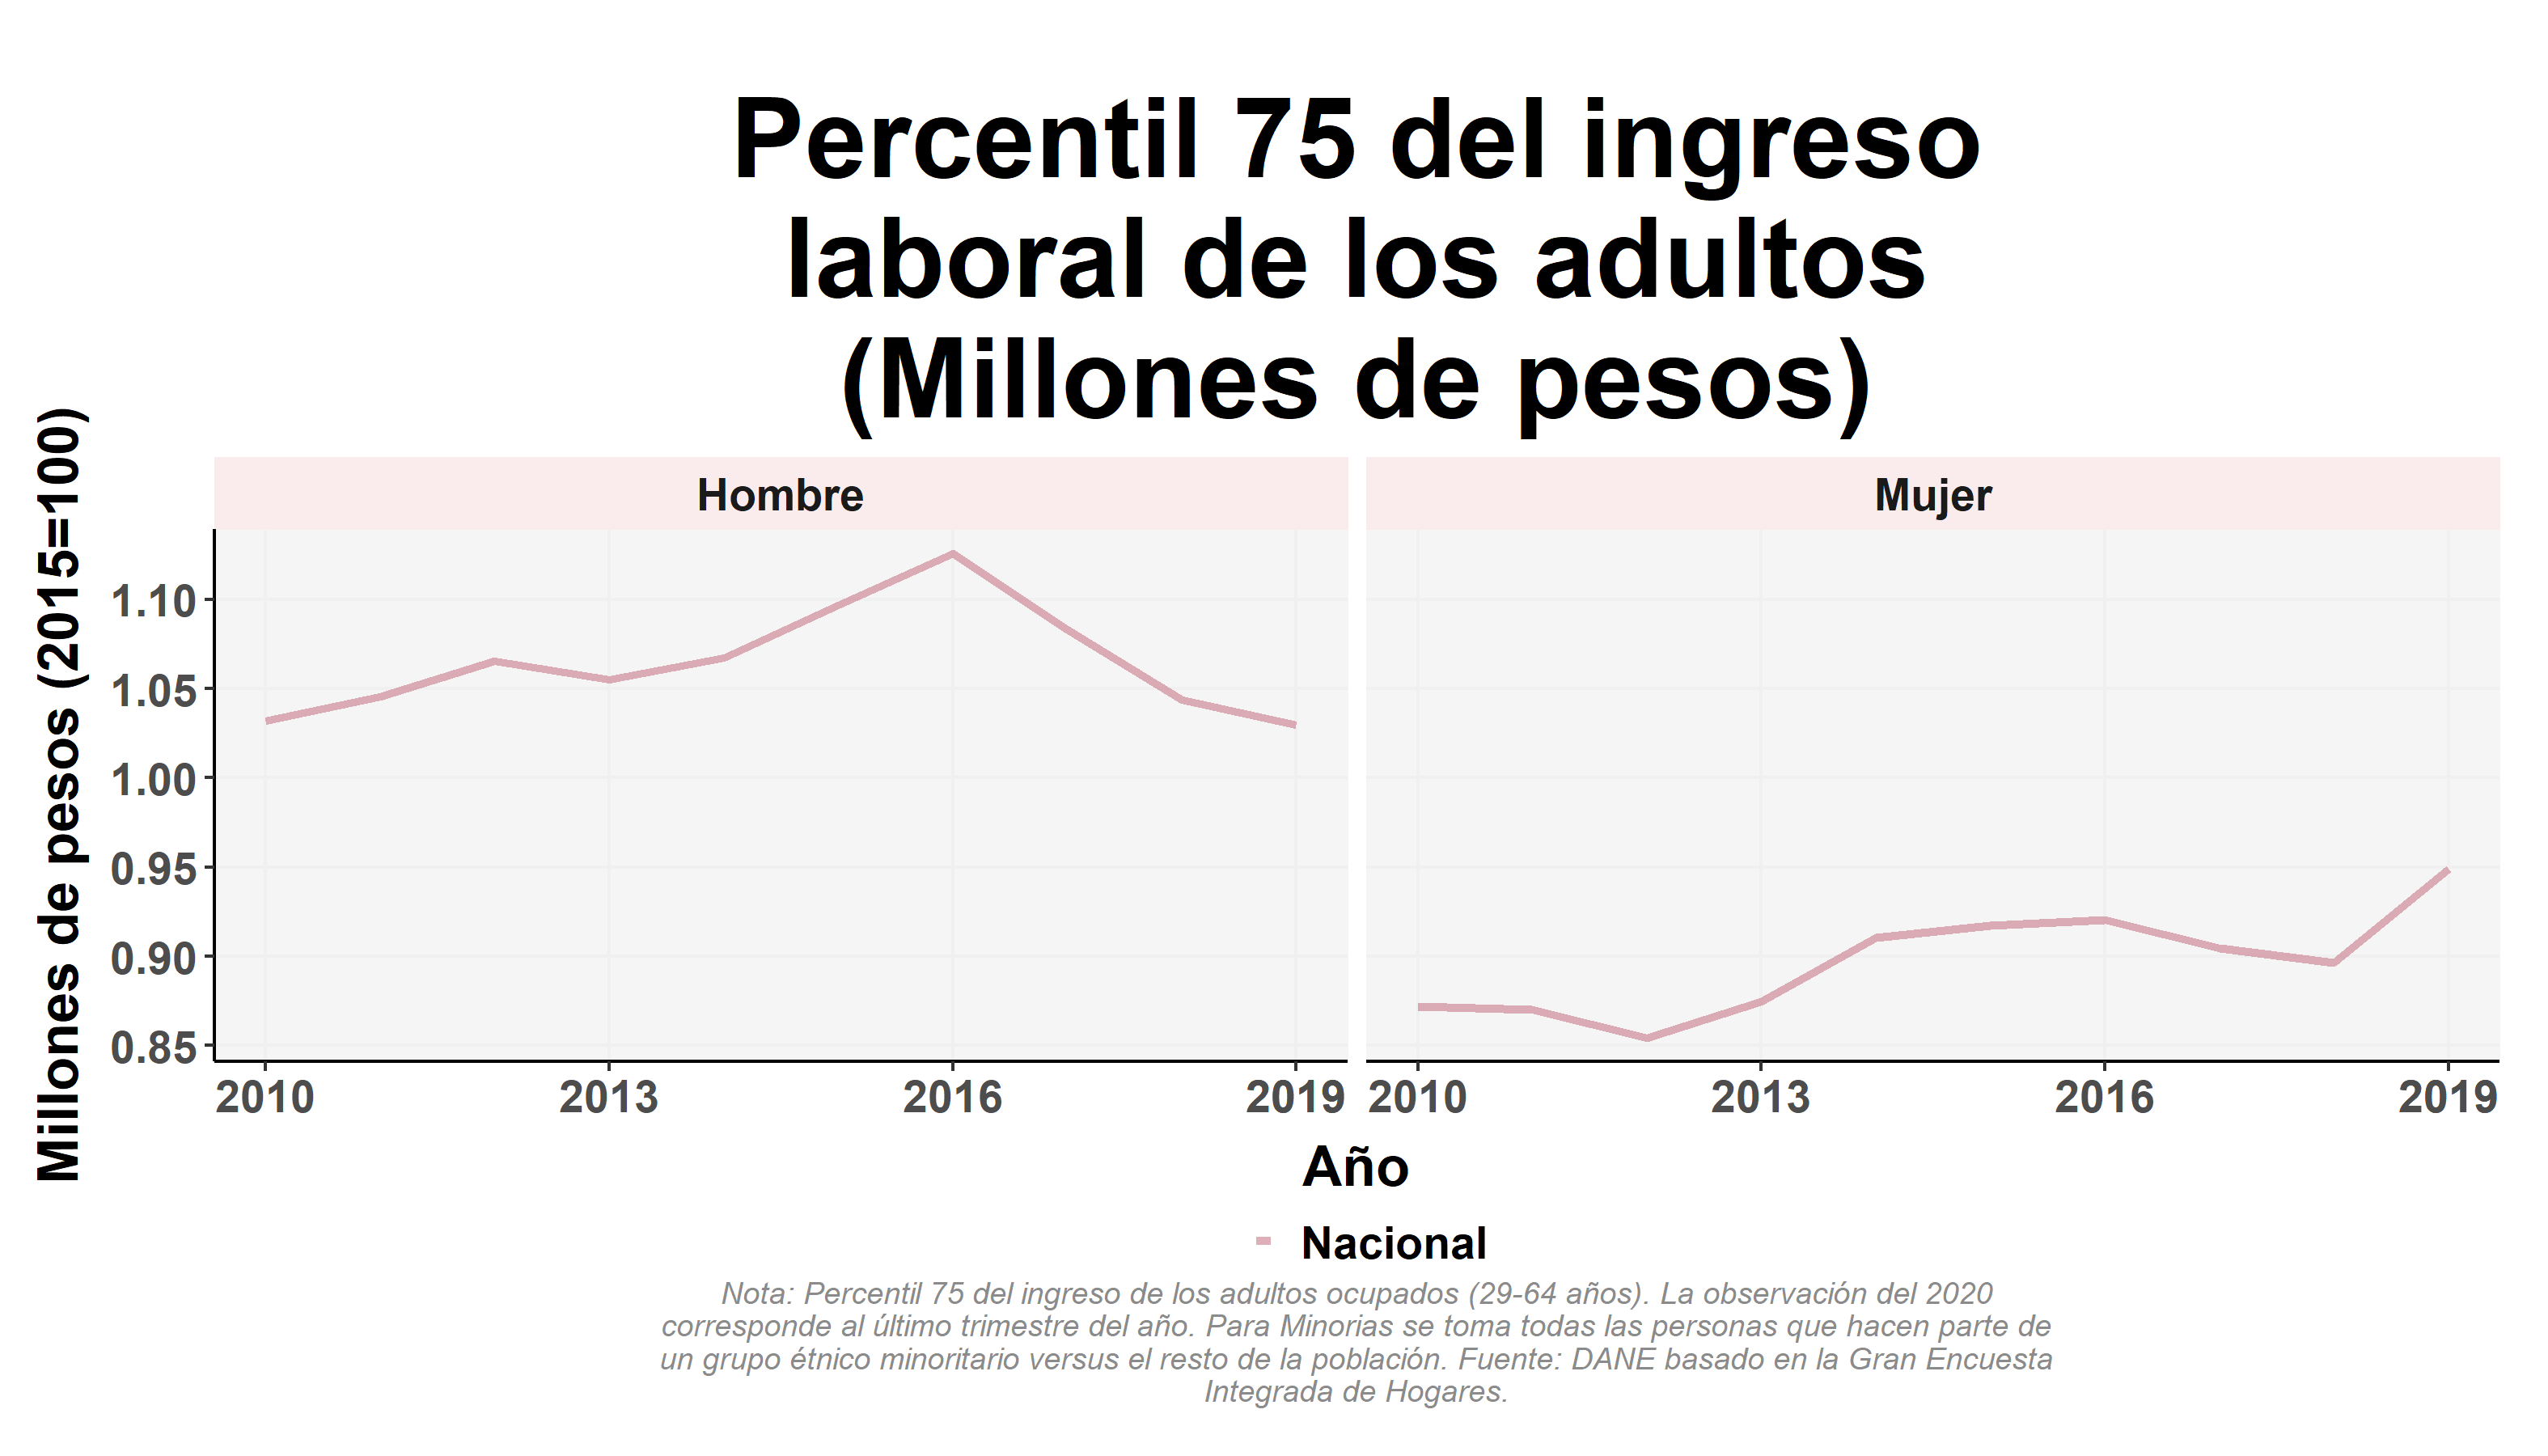 Percentil 75 del ingreso
laboral de los adultos
(Millones de pesos)
Millones de pesos (2015=100)
Hombre
Mujer
1.10
1.05
1.00
0.95
0.90
0.85
2010 2013 2016 2019 2010 2013 2016 2019
Año
Nacional
Nota: Percentil 75 del ingreso de los adultos ocupados (29-64 años). La observación del 2020
corresponde al último trimestre del año. Para Minorias se toma todas las personas que hacen parte de
un grupo étnico minoritario versus el resto de la población. Fuente: DANE basado en la Gran Encuesta
Integrada de Hogares.